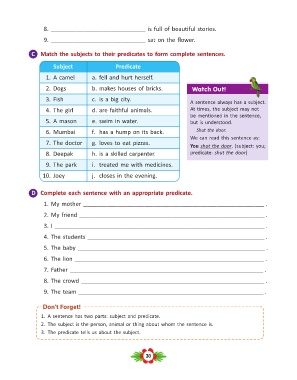 8. ______________________________ is full of beautiful stories.
9. ______________________________ sat on the flower.
C Match the subjects to their predicates to form complete sentences.
Subject Predicate
1. A camel a. fell and hurt herself.
2. Dogs b. makes houses of bricks.
3. Fish c. is a big city.
4. The girl d. are faithful animals.
5. A mason e. swim in water.
6. Mumbai f. has a hump on its back.
7. The doctor g. loves to eat pizzas.
8. Deepak h. is a skilled carpenter.
9. The park i. treated me with medicines.
10. Joey j. closes in the evening.
Watch Out!
A sentence always has a subject.
At times, the subject may not
be mentioned in the sentence,
but is understood.
Shut the door.
We can read this sentence as:
You shut the door. (subject: you;
predicate: shut the door)
D Complete each sentence with an appropriate predicate.
1. My mother ______________________________ .
2. My friend ______________________________ .
3. I ______________________________ .
4. The students ______________________________ .
5. The baby ______________________________ .
6. The lion ______________________________ .
7. Father ______________________________ .
8. The crowd ______________________________ .
9. The team ______________________________ .
Don't Forget!
1. A sentence has two parts: subject and predicate.
2. The subject is the person, animal or thing about whom the sentence is.
3. The predicate tells us about the subject.
30